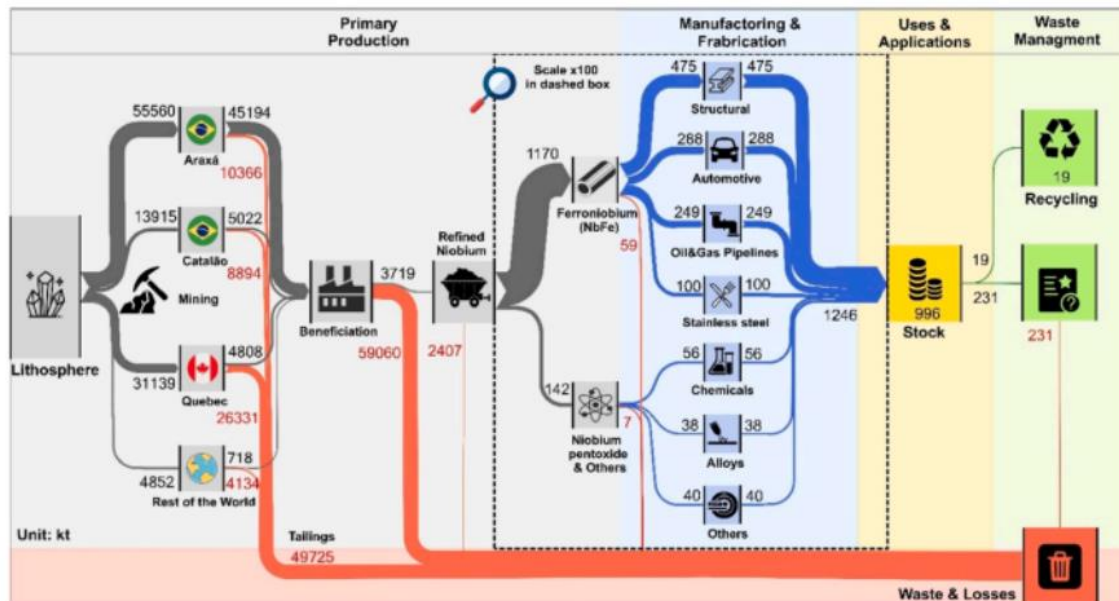 Primary
Production
Manufactoring &
Frabrication
Uses &
Applications
Waste
Managment
Scale x100
in dashed box
55560
45194
Araxá
10366
13915
5022
Catalão
8894
Mining
Lithosphere
31139
4808
Quebec
26331
4852
718
4134
Rest of the World
Beneficiation
3719
59060
Refined
Niobium
2407
1170
Ferroniobium
(NbFe)
59
142
7
Niobium
pentoxide
& Others
475
475
Structural
288
288
Automotive
249
249
Oil&Gas Pipelines
100
100
Stainless steel
56
56
Chemicals
38
38
Alloys
40
40
Others
1246
996
Stock
19
231
19
Recycling
231
Unit: kt
Tailings
49725
Waste & Losses